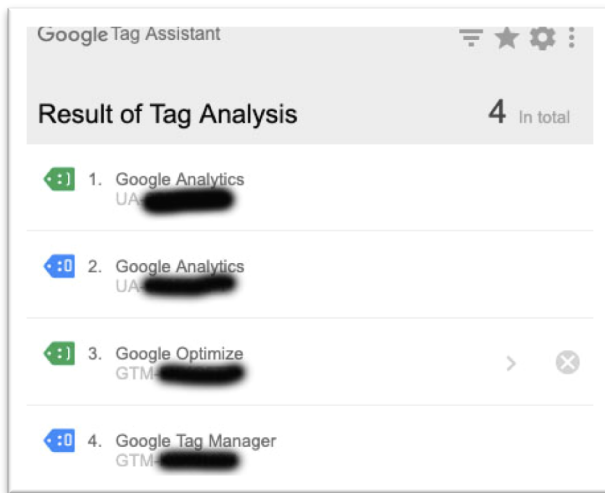 Google Tag Assistant
Result of Tag Analysis 4 In total
1. Google Analytics
UA
2. Google Analytics
UA
3. Google Optimize
GTM
4. Google Tag Manager
GTM